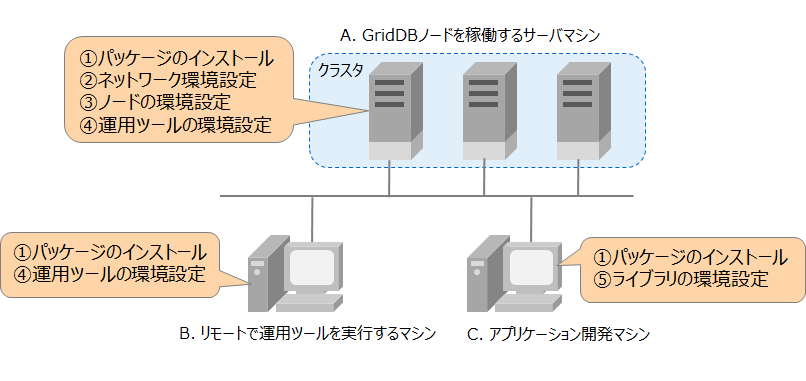 A. GridDBノードを稼働するサーバマシン
①パッケージのインストール
②ネットワーク環境設定
③ノードの環境設定
④運用ツールの環境設定
クラスタ
①パッケージのインストール
④運用ツールの環境設定
①パッケージのインストール
⑤ライブラリの環境設定
B. リモートで運用ツールを実行するマシン
C. アプリケーション開発マシン